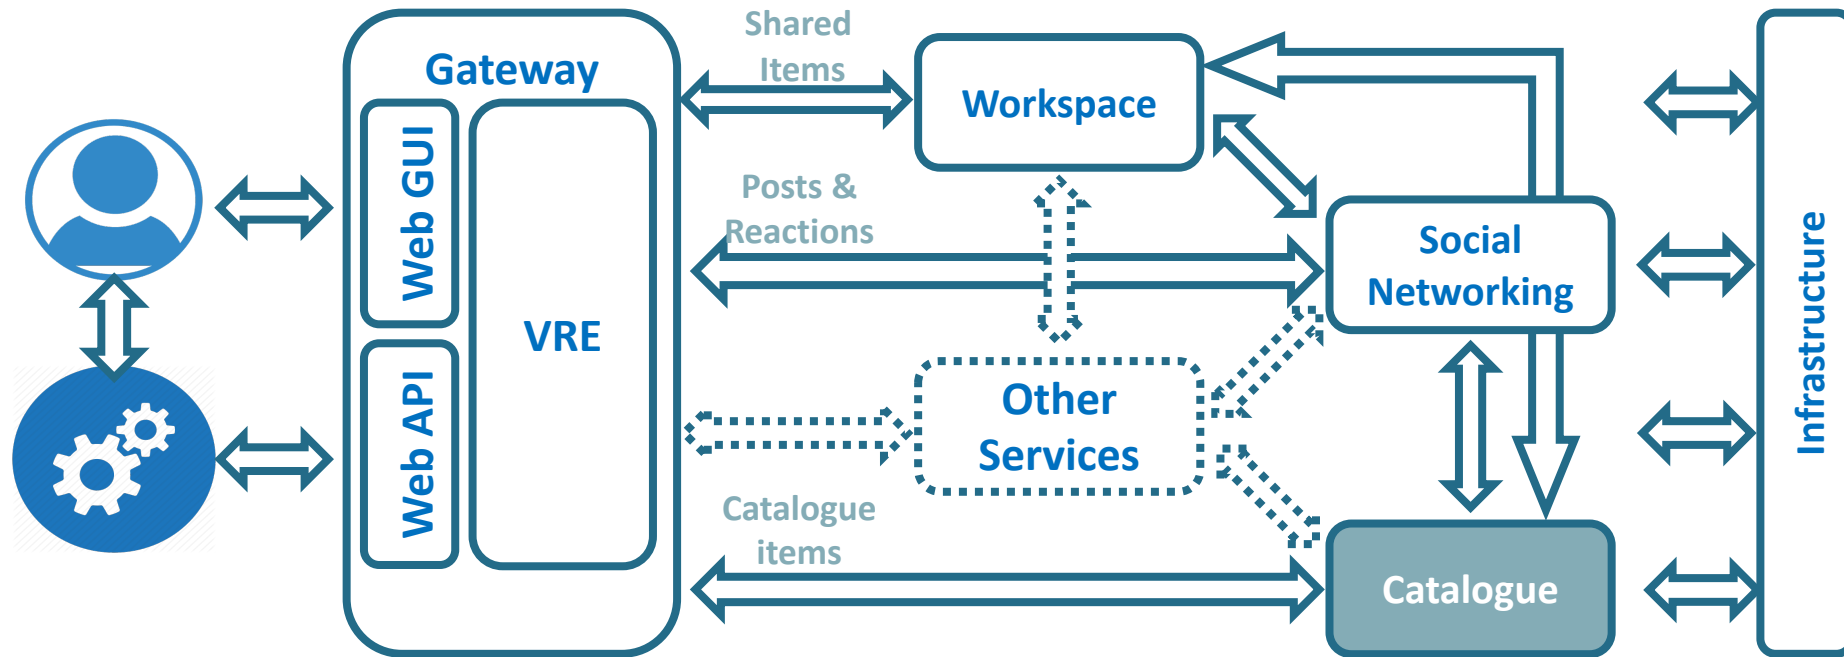 Gateway
Web GUI
Web API
VRE
Shared
Items
Posts &
Reactions
Catalogue
items
Workspace
Other
Services
Social
Networking
Catalogue
Infrastructure